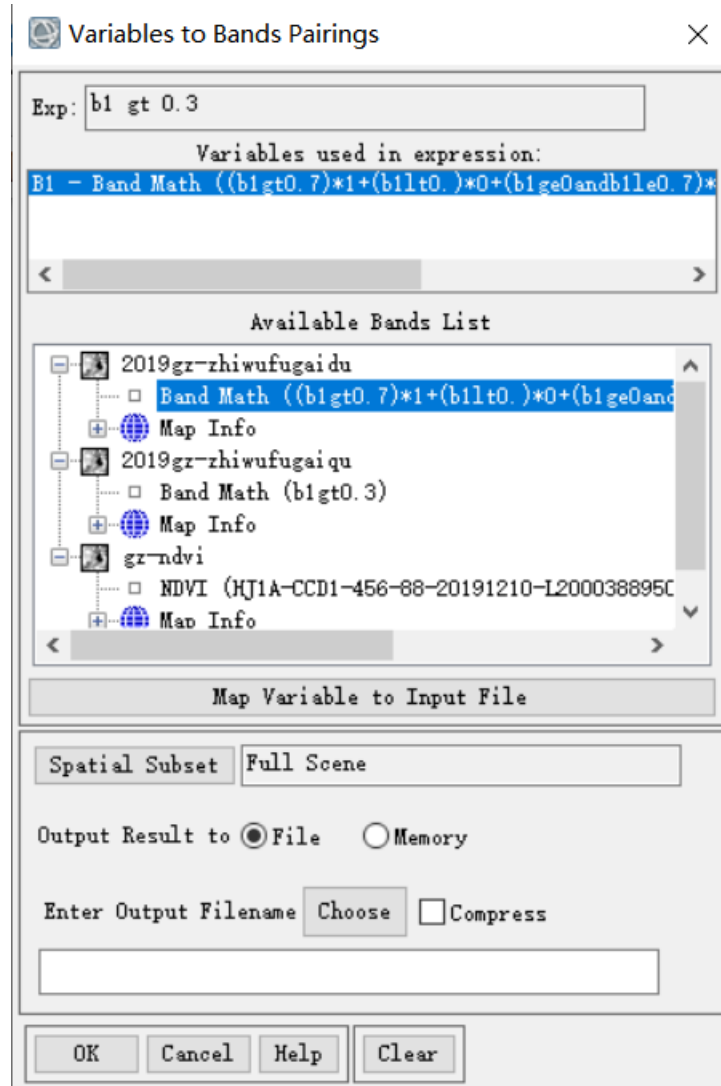 Variables to Bands Pairings
Exp: b1 gt 0.3
Variables used in expression:
B1 - Band Math ((b1gt0.7)*1+(b1lt0.)*0+(b1ge0andb1le0.7)*
Available Bands List
2019gz-zhiwufugaidu
Band Math ((b1gt0.7)*1+(b1lt0.)*0+(b1ge0and
Map Info
2019gz-zhiwufugaiqu
Band Math (b1gt0.3)
Map Info
gz-ndvi
NDVI (HJ1A-CCD1-456-88-20191210-L2000388950
Map Info
Map Variable to Input File
Spatial Subset Full Scene
Output Result to File Memory
Enter Output Filename Choose Compress
OK Cancel Help Clear